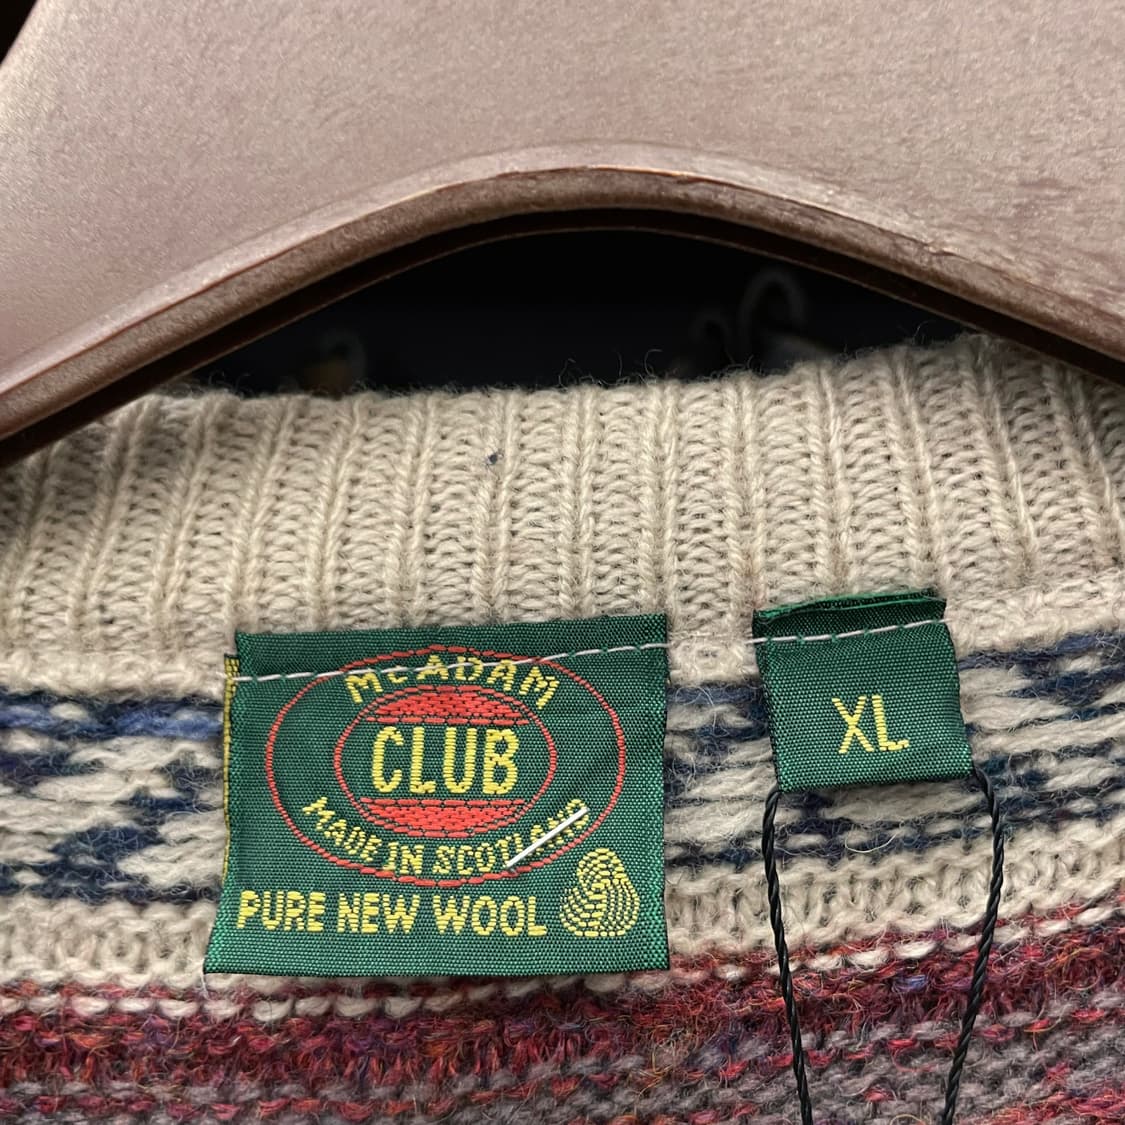 McADAM
CLUB
MADE IN SCOTLAND
PURE NEW WOOL
XL